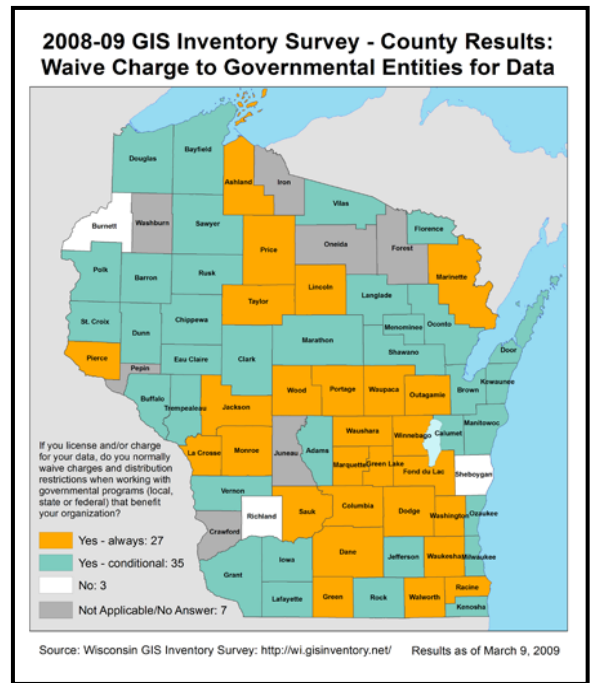 2008-09 GIS Inventory Survey - County Results:
Waive Charge to Governmental Entities for Data
Douglas
Bayfield
Ashland
Iron
Vilas
Burnett
Washburn
Sawyer
Price
Oneida
Forest
Florence
Marinette
Polk
Barron
Rusk
Taylor
Lincoln
Langlade
Menominee
Oconto
St. Croix
Dunn
Chippewa
Clark
Marathon
Shawano
Door
Pierce
Pepin
Eau Claire
Buffalo
Trempealeau
Jackson
Wood
Portage
Waupaca
Outagamie
Brown
Kewaunee
La Crosse
Monroe
Juneau
Adams
Waushara
Winnebago
Calumet
Manitowoc
Marquette
Green Lake
Fond du Lac
Sheboygan
Vernon
Richland
Sauk
Columbia
Dodge
Washington
Ozaukee
Crawford
Grant
Iowa
Dane
Jefferson
Waukesha
Milwaukee
Lafayette
Green
Rock
Walworth
Racine
Kenosha
If you license and/or charge
for your data, do you normally
waive charges and distribution
restrictions when working with
governmental programs (local,
state or federal) that benefit
your organization?
Yes - always: 27
Yes - conditional: 35
No: 3
Not Applicable/No Answer: 7
Source: Wisconsin GIS Inventory Survey: http://wi.gisinventory.net/ Results as of March 9, 2009